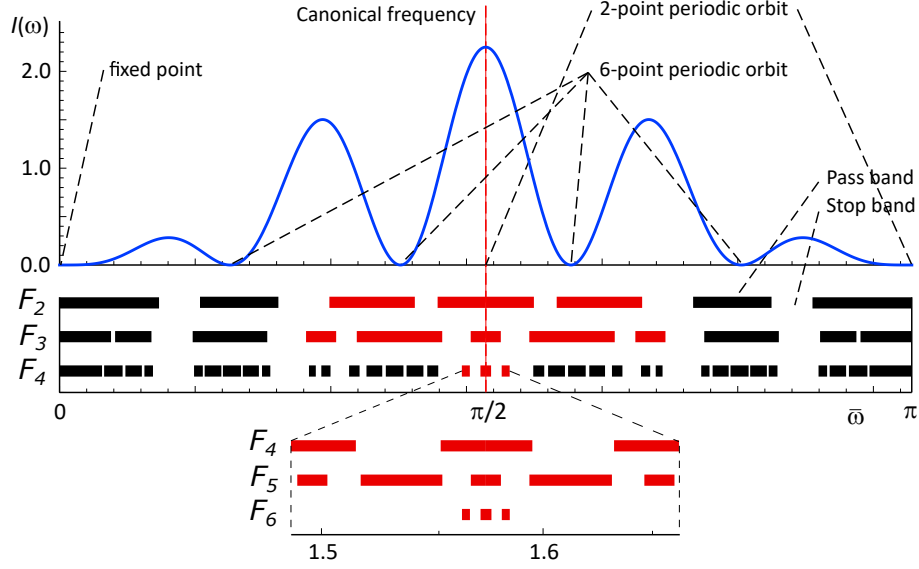 2-point periodic orbit
Canonical frequency
I(ω)
2.0
fixed point
6-point periodic orbit
1.0
Pass band
Stop band
0.0
F2
F3
F4
0
π/2
ω̅
π
F4
F5
F6
1.5
1.6